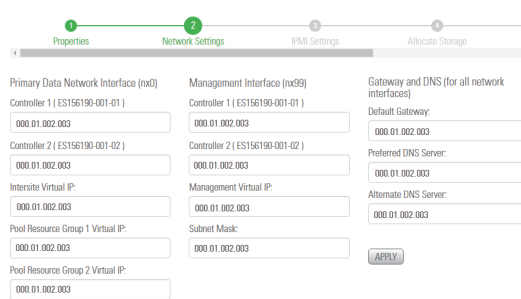 1
2
3
4
Properties
Network Settings
IPMI Settings
Allocate Storage
Primary Data Network Interface (nx0)
Controller 1 ( ES156190-001-01 )
000.01.002.003
Controller 2 ( ES156190-001-02 )
000.01.002.003
Intersite Virtual IP:
000.01.002.003
Pool Resource Group 1 Virtual IP:
000.01.002.003
Pool Resource Group 2 Virtual IP:
000.01.002.003
Management Interface (nx99)
Controller 1 ( ES156190-001-01 )
000.01.002.003
Controller 2 ( ES156190-001-02 )
000.01.002.003
Management Virtual IP:
000.01.002.003
Subnet Mask:
000.01.002.003
Gateway and DNS (for all network
interfaces)
Default Gateway:
000.01.002.003
Preferred DNS Server:
000.01.002.003
Alternate DNS Server:
000.01.002.003
APPLY